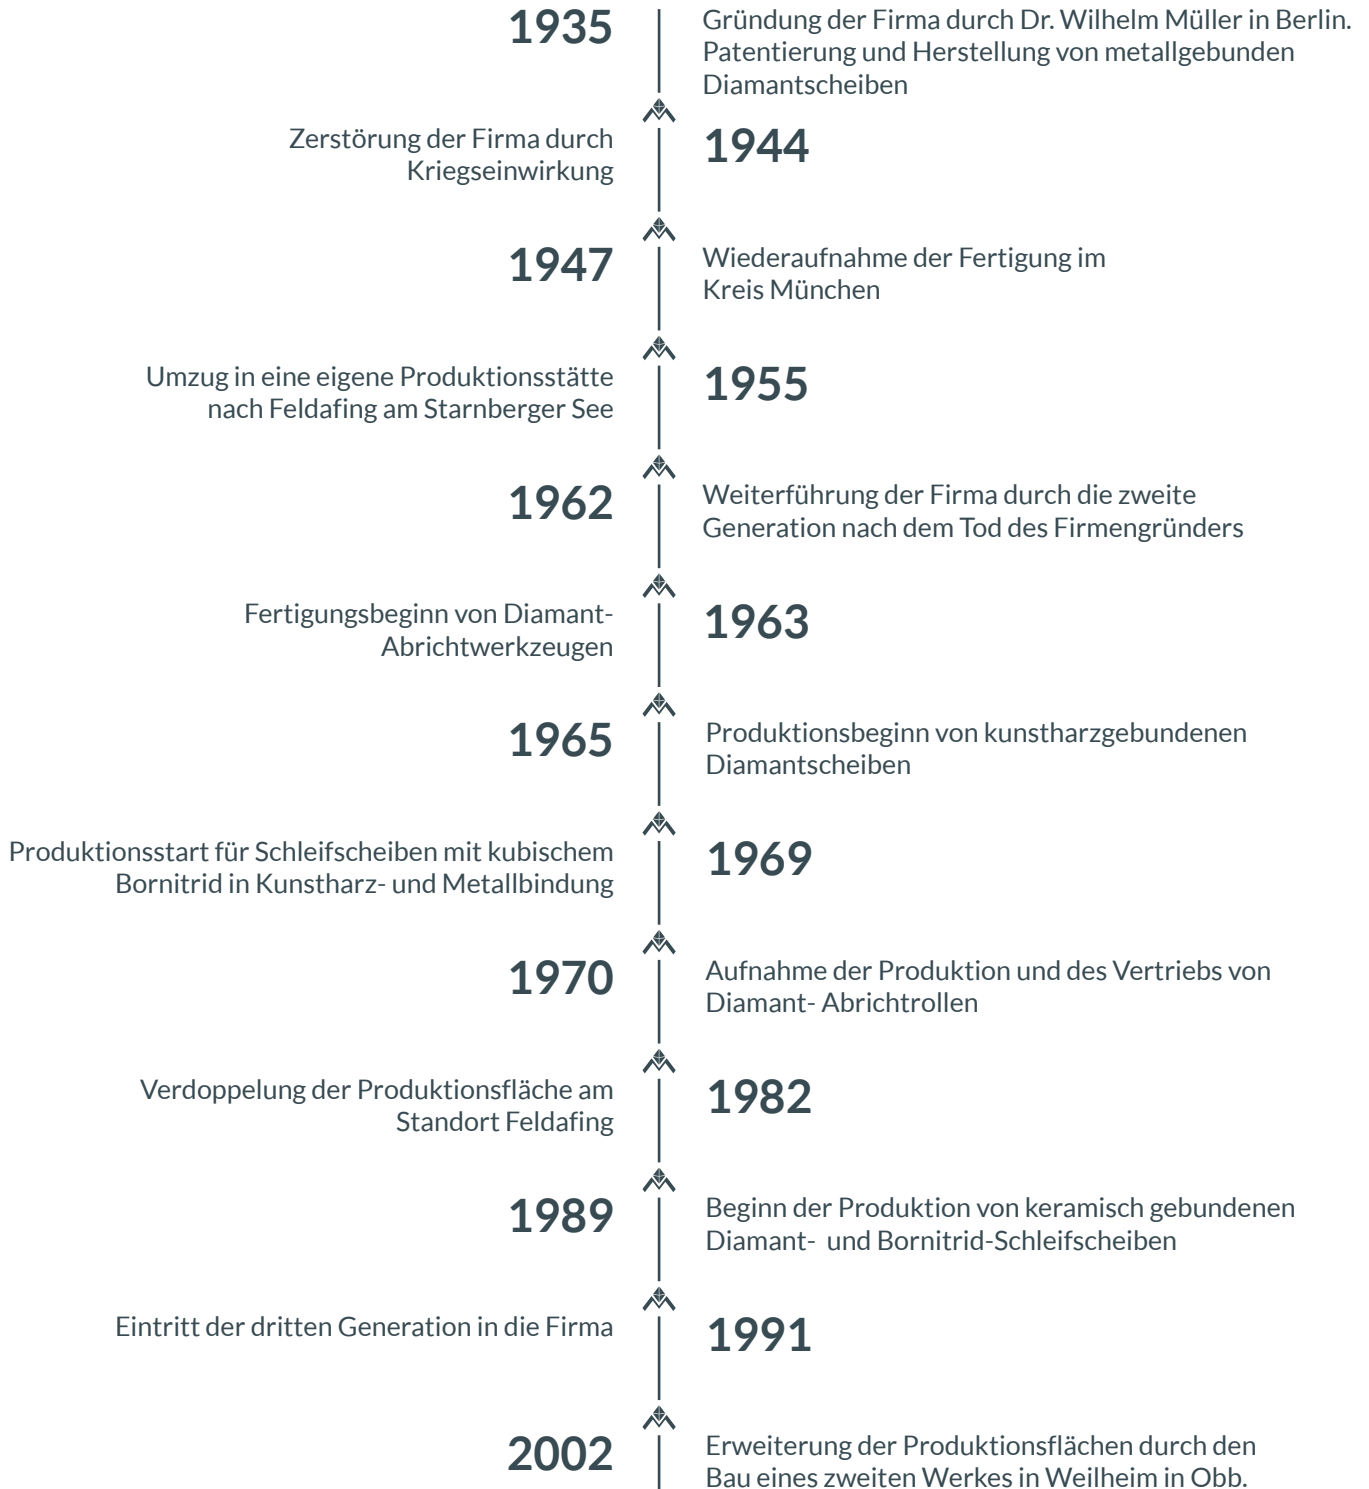 1935
Gründung der Firma durch Dr. Wilhelm Müller in Berlin.
Patentierung und Herstellung von metallgebunden
Diamantscheiben
Zerstörung der Firma durch
Kriegseinwirkung
1944
1947
Wiederaufnahme der Fertigung im
Kreis München
Umzug in eine eigene Produktionsstätte
nach Feldafing am Starnberger See
1955
1962
Weiterführung der Firma durch die zweite
Generation nach dem Tod des Firmengründers
Fertigungsbeginn von Diamant-
Abrichtwerkzeugen
1963
1965
Produktionsbeginn von kunstharzgebundenen
Diamantscheiben
Produktionsstart für Schleifscheiben mit kubischem
Bornitrid in Kunstharz- und Metallbindung
1969
1970
Aufnahme der Produktion und des Vertriebs von
Diamant- Abrichtrollen
Verdoppelung der Produktionsfläche am
Standort Feldafing
1982
1989
Beginn der Produktion von keramisch gebundenen
Diamant-  und Bornitrid-Schleifscheiben
Eintritt der dritten Generation in die Firma
1991
2002
Erweiterung der Produktionsflächen durch den
Bau eines zweiten Werkes in Weilheim in Obb.